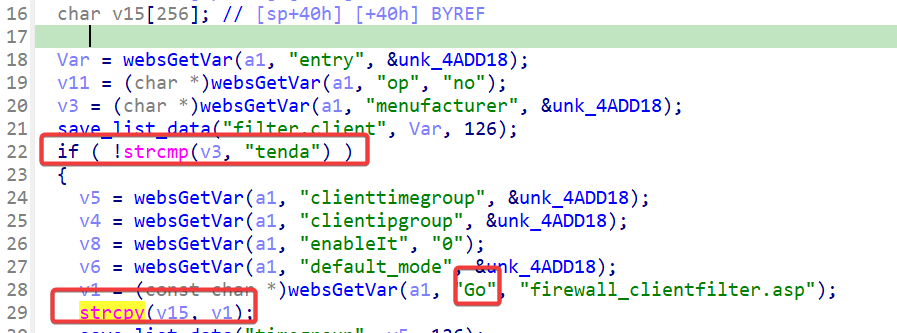 16 char v15[256]; // [sp+40h] [+40h] BYREF
17
18 Var = websGetVar(a1, "entry", &unk_4ADD18);
19 v11 = (char *)websGetVar(a1, "op", "no");
20 v3 = (char *)websGetVar(a1, "menufacturer", &unk_4ADD18);
21 save_list_data("filter.client", Var, 126);
22 if ( !strcmp(v3, "tenda") )
23 {
24 v5 = websGetVar(a1, "clienttimegroup", &unk_4ADD18);
25 v4 = websGetVar(a1, "clientipgroup", &unk_4ADD18);
26 v8 = websGetVar(a1, "enableIt", "0");
27 v6 = websGetVar(a1, "default_mode", &unk_4ADD18);
28 v1 = (const char *)websGetVar(a1, "Go", "firewall_clientfilter.asp");
29 strcpy(v15, v1);